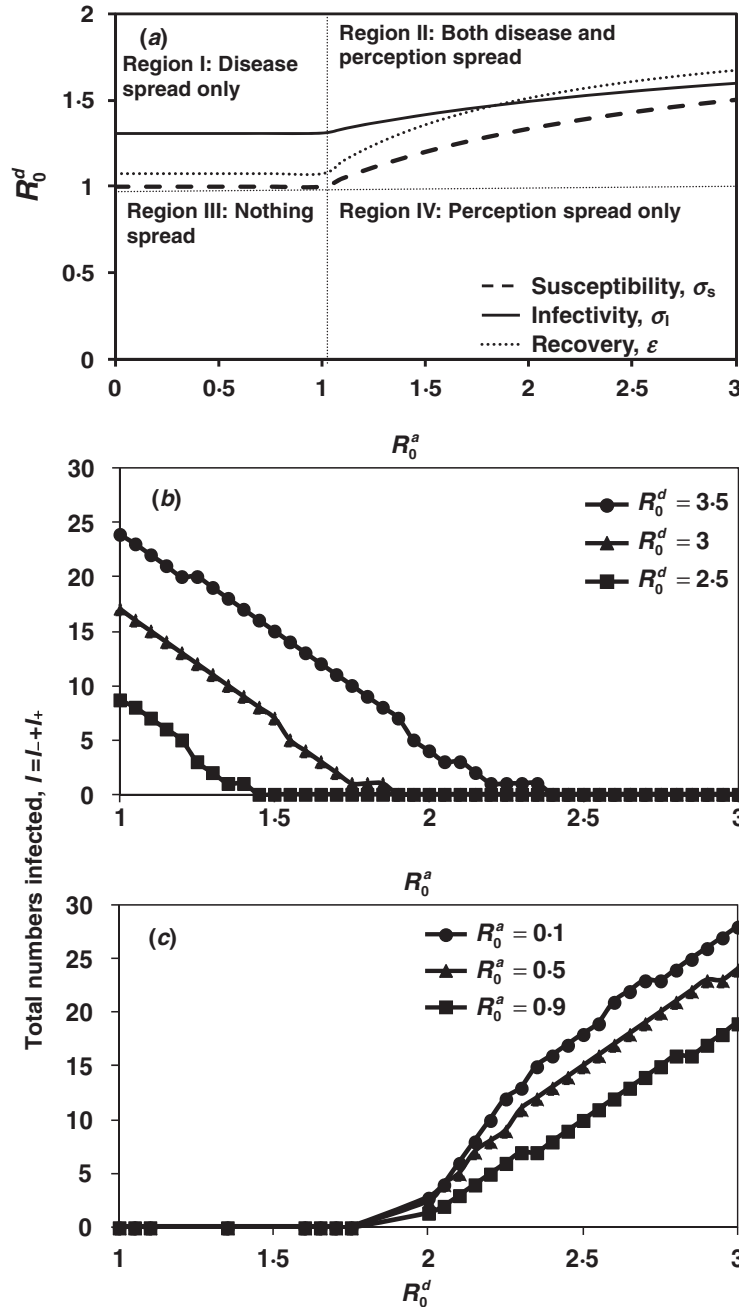 2
(a)
Region I: Disease
spread only
Region II: Both disease and
perception spread
1·5
1
R₀ᵈ
Region III: Nothing
spread
Region IV: Perception spread only
0·5
Susceptibility, σₛ
Infectivity, σ_I
Recovery, ε
0
0 0·5 1 1·5 2 2·5 3
R₀ᵃ
30
(b)
R₀ᵈ = 3·5
R₀ᵈ = 3
R₀ᵈ = 2·5
25
20
15
10
5
0
1 1·5 2 2·5 3
R₀ᵃ
Total numbers infected, I = I₋+I₊
30
(c)
R₀ᵃ = 0·1
R₀ᵃ = 0·5
R₀ᵃ = 0·9
25
20
15
10
5
0
1 1·5 2 2·5 3
R₀ᵈ